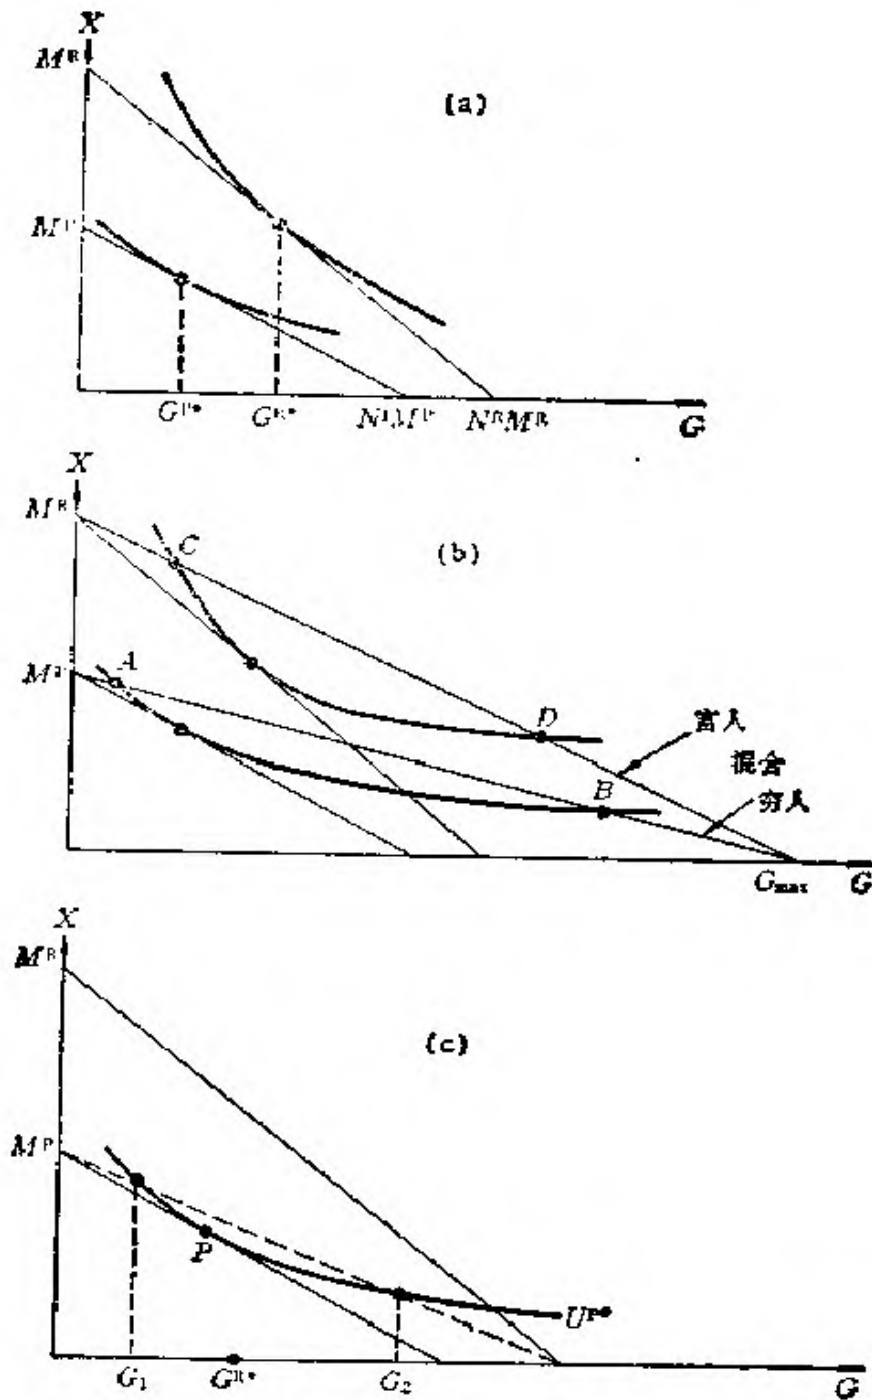 X
M^R
(a)
G^P* G^R* N^R M^R G
X
M^R
(b)
C
A
D
富人
混合
B
穷人
G_max G
X
M^R
(c)
M^P
P
U^P*
G_1 G^R* G_2 G